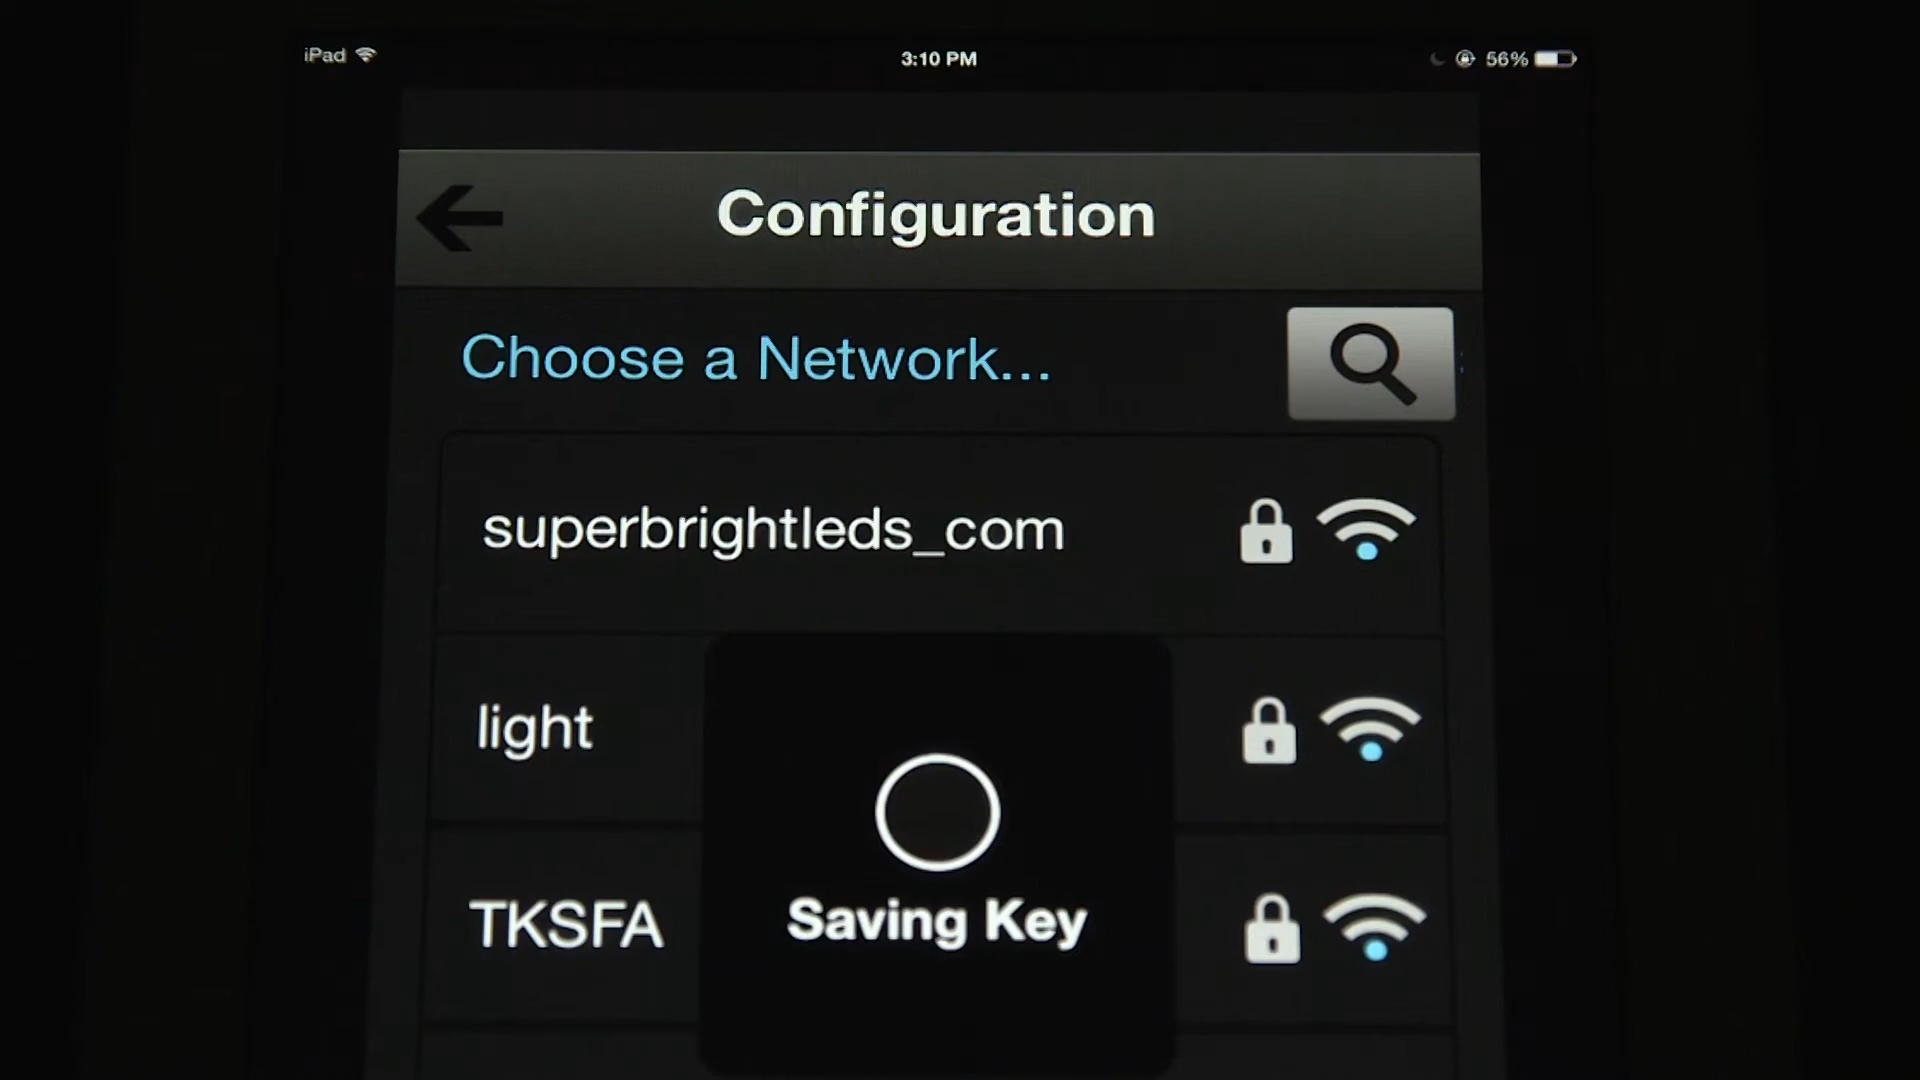 iPad
3:10 PM
56%
Configuration
Choose a Network...
superbrightleds_com
light
TKSFA
Saving Key